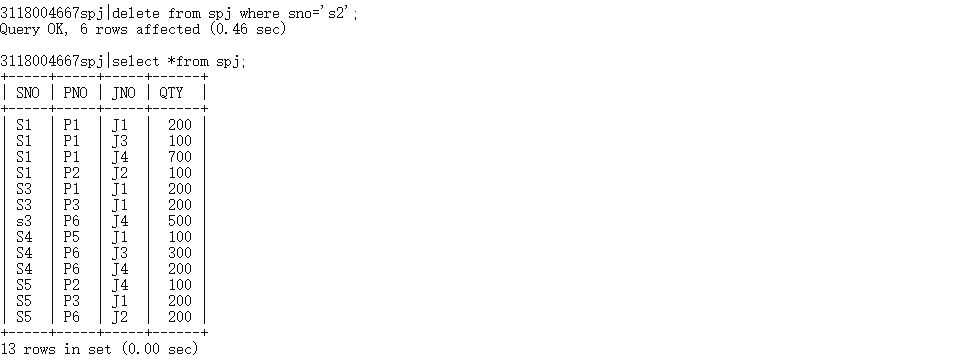 3118004667spj|delete from spj where sno='s2';
Query OK, 6 rows affected (0.46 sec)

3118004667spj|select *from spj;
+-----+-----+-----+------+
| SNO | PNO | JNO | QTY  |
+-----+-----+-----+------+
| S1  | P1  | J1  |  200 |
| S1  | P1  | J3  |  100 |
| S1  | P1  | J4  |  700 |
| S1  | P2  | J2  |  100 |
| S3  | P1  | J1  |  200 |
| S3  | P3  | J1  |  200 |
| s3  | P6  | J4  |  500 |
| S4  | P5  | J1  |  100 |
| S4  | P6  | J3  |  300 |
| S4  | P6  | J4  |  200 |
| S5  | P2  | J4  |  100 |
| S5  | P3  | J1  |  200 |
| S5  | P6  | J2  |  200 |
+-----+-----+-----+------+
13 rows in set (0.00 sec)